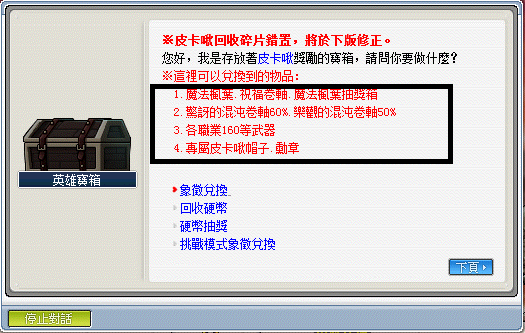 ※皮卡啾回收碎片錯置，將於下版修正。
您好，我是存放著皮卡啾獎勵的寶箱，請問你要做什麼？
※這裡可以兌換到的物品：
1. 魔法楓葉. 祝福卷軸. 魔法楓葉抽獎箱
2. 驚訝的混沌卷軸60%. 樂觀的混沌卷軸50%
3. 各職業160等武器
4. 專屬皮卡啾帽子. 勳章
英雄寶箱
象徵兌換
回收硬幣
硬幣抽獎
挑戰模式象徵兌換
下頁
停止對話